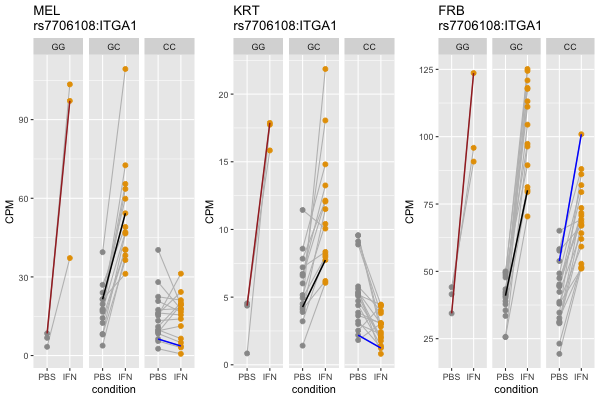 MEL
rs7706108:ITGA1
GG GC CC
CPM
90
60
30
0
PBS IFN PBS IFN PBS IFN
condition
KRT
rs7706108:ITGA1
GG GC CC
CPM
20
15
10
5
0
PBS IFN PBS IFN PBS IFN
condition
FRB
rs7706108:ITGA1
GG GC CC
CPM
125
100
75
50
25
PBS IFN PBS IFN PBS IFN
condition